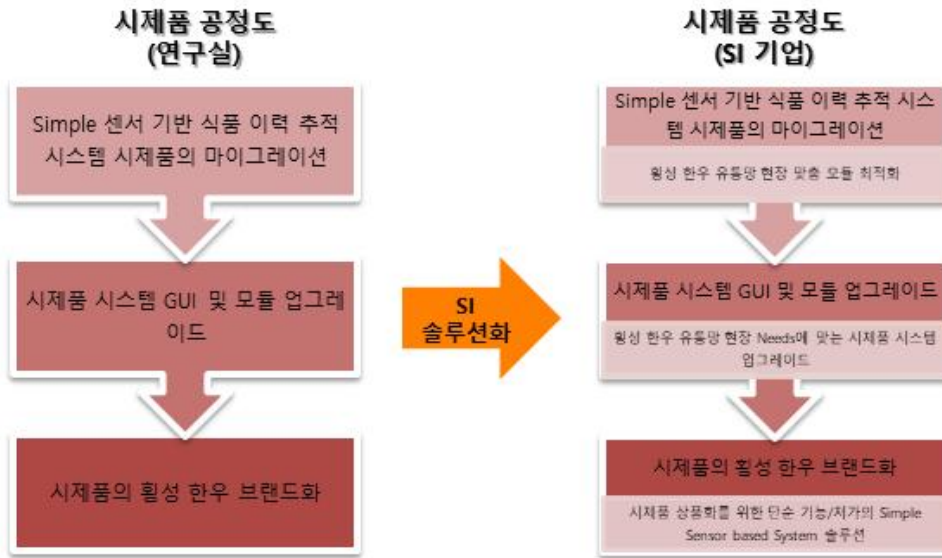 시제품 공정도
(연구실)
Simple 센서 기반 식품 이력 추적
시스템 시제품의 마이그레이션
시제품 시스템 GUI 및 모듈 업그레
이드
시제품의 횡성 한우 브랜드화
SI
솔루션화
시제품 공정도
(SI 기업)
Simple 센서 기반 식품 이력 추적 시스
템 시제품의 마이그레이션
횡성 한우 유통망 현장 맞춤 모듈 최적화
시제품 시스템 GUI 및 모듈 업그레이드
횡성 한우 유통망 현장 Needs에 맞는 시제품 시스템
업그레이드
시제품의 횡성 한우 브랜드화
시제품 상품화를 위한 단순 기능/저가의 Simple
Sensor based System 솔루션